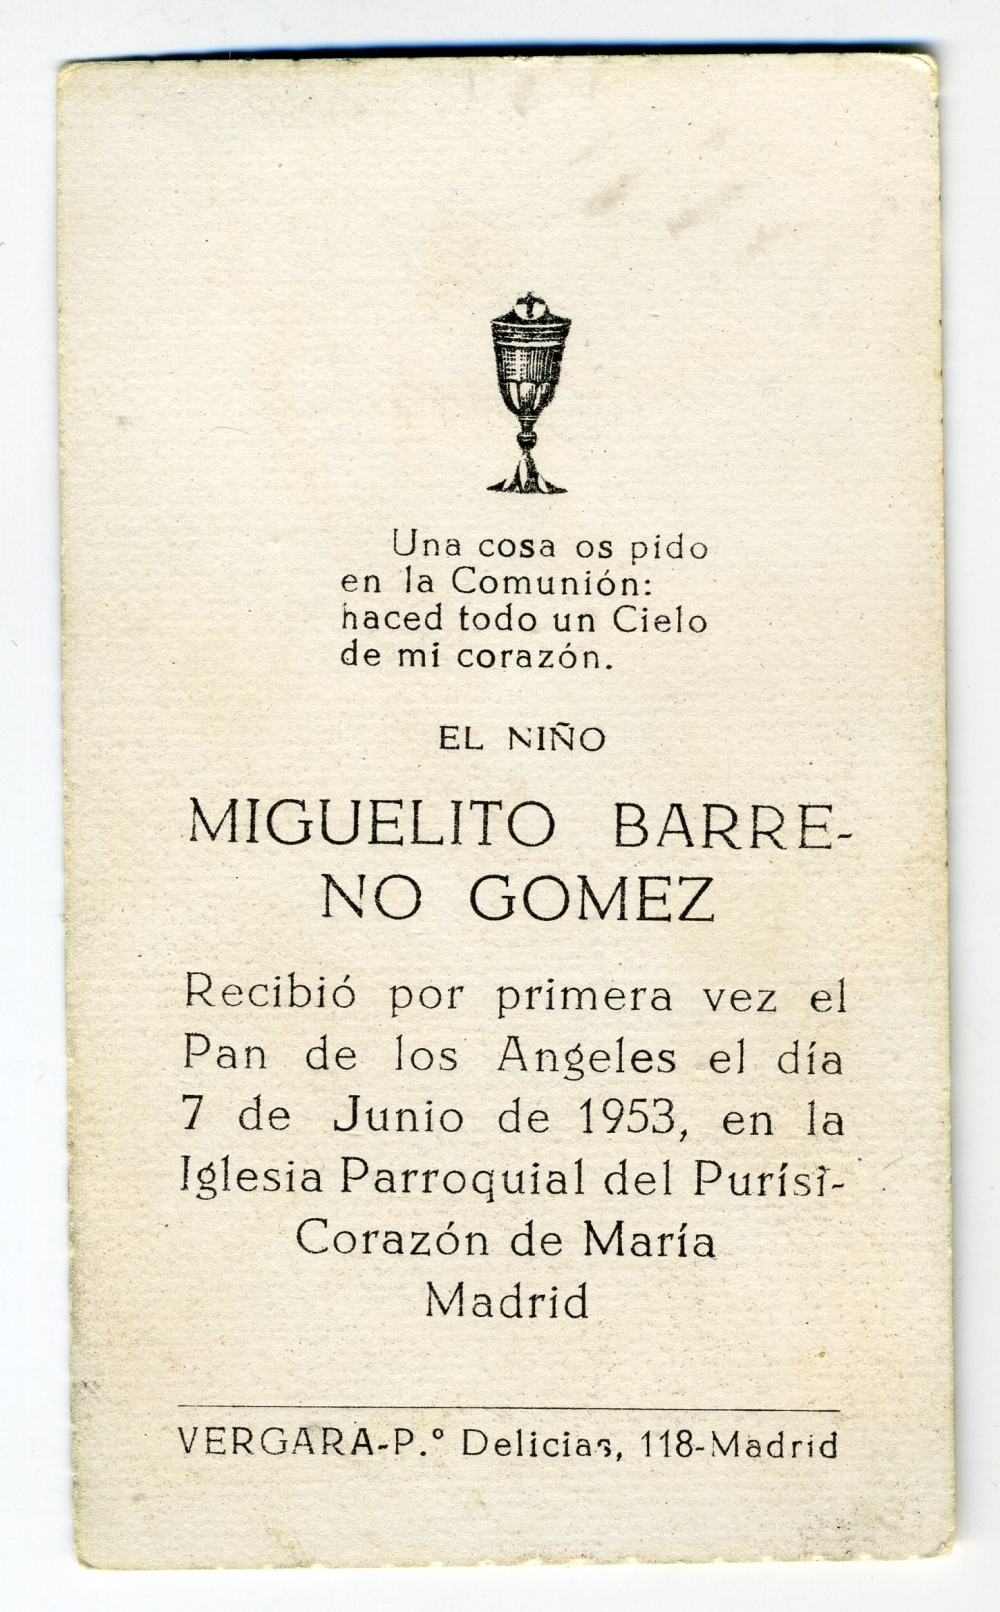 Una cosa os pido
en la Comunión:
haced todo un Cielo
de mi corazón.
EL NIÑO
MIGUELITO BARRE-
NO GOMEZ
Recibió por primera vez el
Pan de los Angeles el día
7 de Junio de 1953, en la
Iglesia Parroquial del Purísi-
Corazón de María
Madrid
VERGARA-P.º Delicias, 118-Madrid